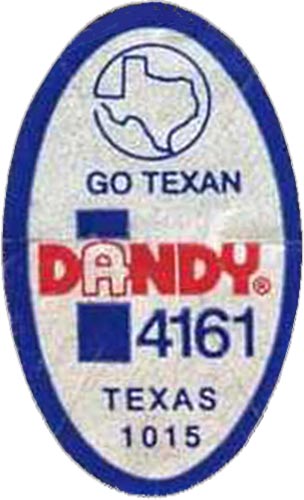 GO TEXAN
DANDY®
4161
TEXAS
1015